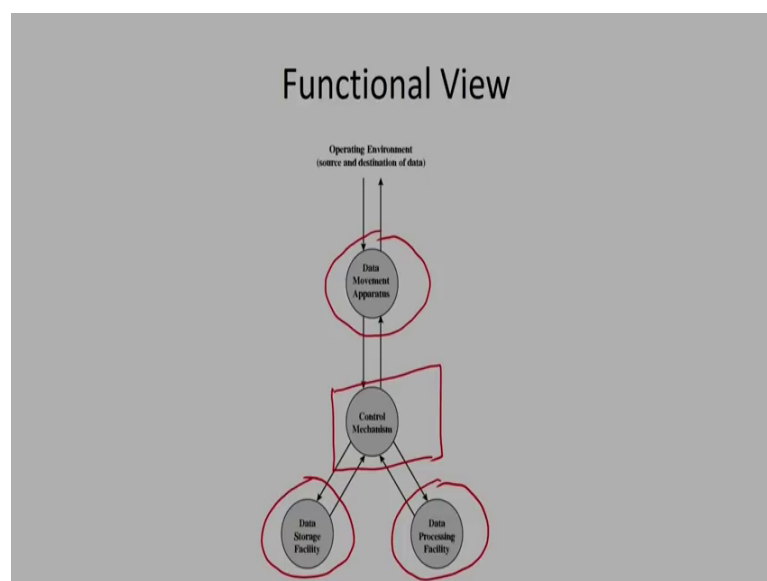 Functional View
Operating Environment
(source and destination of data)
Data
Movement
Apparatus
Control
Mechanism
Data
Storage
Facility
Data
Processing
Facility